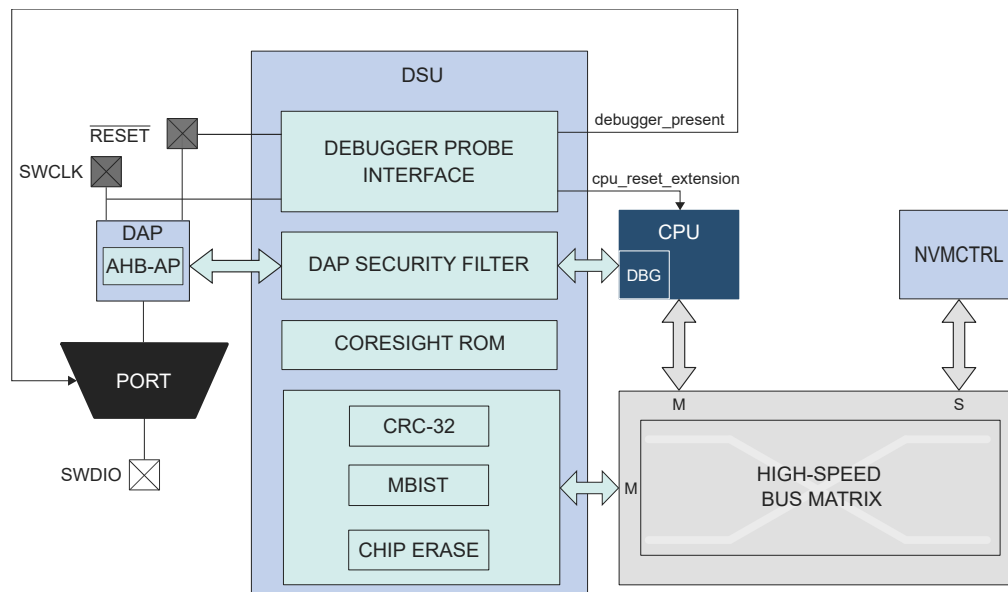 DSU
RESET
SWCLK
DEBUGGER PROBE
INTERFACE
debugger_present
cpu_reset_extension
DAP
AHB-AP
DAP SECURITY FILTER
CPU
DBG
NVMCTRL
CORESIGHT ROM
PORT
M
S
CRC-32
MBIST
CHIP ERASE
SWDIO
M
HIGH-SPEED
BUS MATRIX